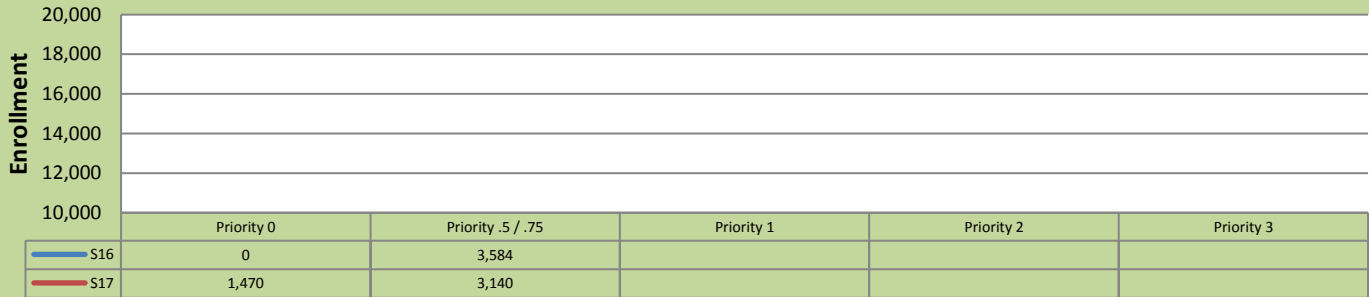 20,000
18,000
16,000
14,000
12,000
10,000
Enrollment
Priority 0 Priority .5 / .75 Priority 1 Priority 2 Priority 3
S16 0 3,584
S17 1,470 3,140